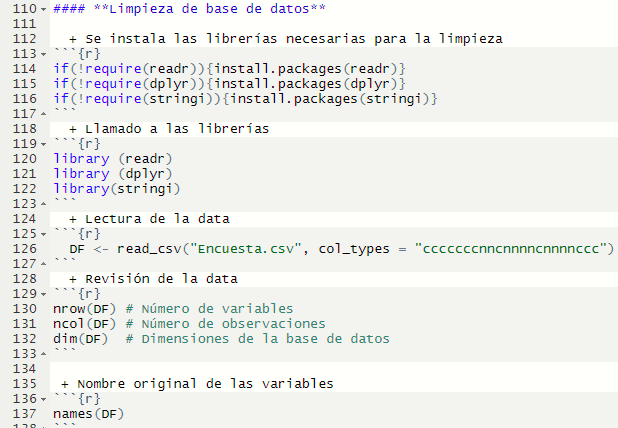 110 #### **Limpieza de base de datos**
111
112 + Se instala las librerías necesarias para la limpieza
113 ```{r}
114 if(!require(readr)){install.packages(readr)}
115 if(!require(dplyr)){install.packages(dplyr)}
116 if(!require(stringi)){install.packages(stringi)}
117 ```
118 + Llamado a las librerías
119 ```{r}
120 library (readr)
121 library (dplyr)
122 library(stringi)
123 ```
124 + Lectura de la data
125 ```{r}
126 DF <- read_csv("Encuesta.csv", col_types = "cccccccnncnnnncnnnnccc")
127 ```
128 + Revisión de la data
129 ```{r}
130 nrow(DF) # Número de variables
131 ncol(DF) # Número de observaciones
132 dim(DF) # Dimensiones de la base de datos
133 ```
134
135 + Nombre original de las variables
136 ```{r}
137 names(DF)
138 ```